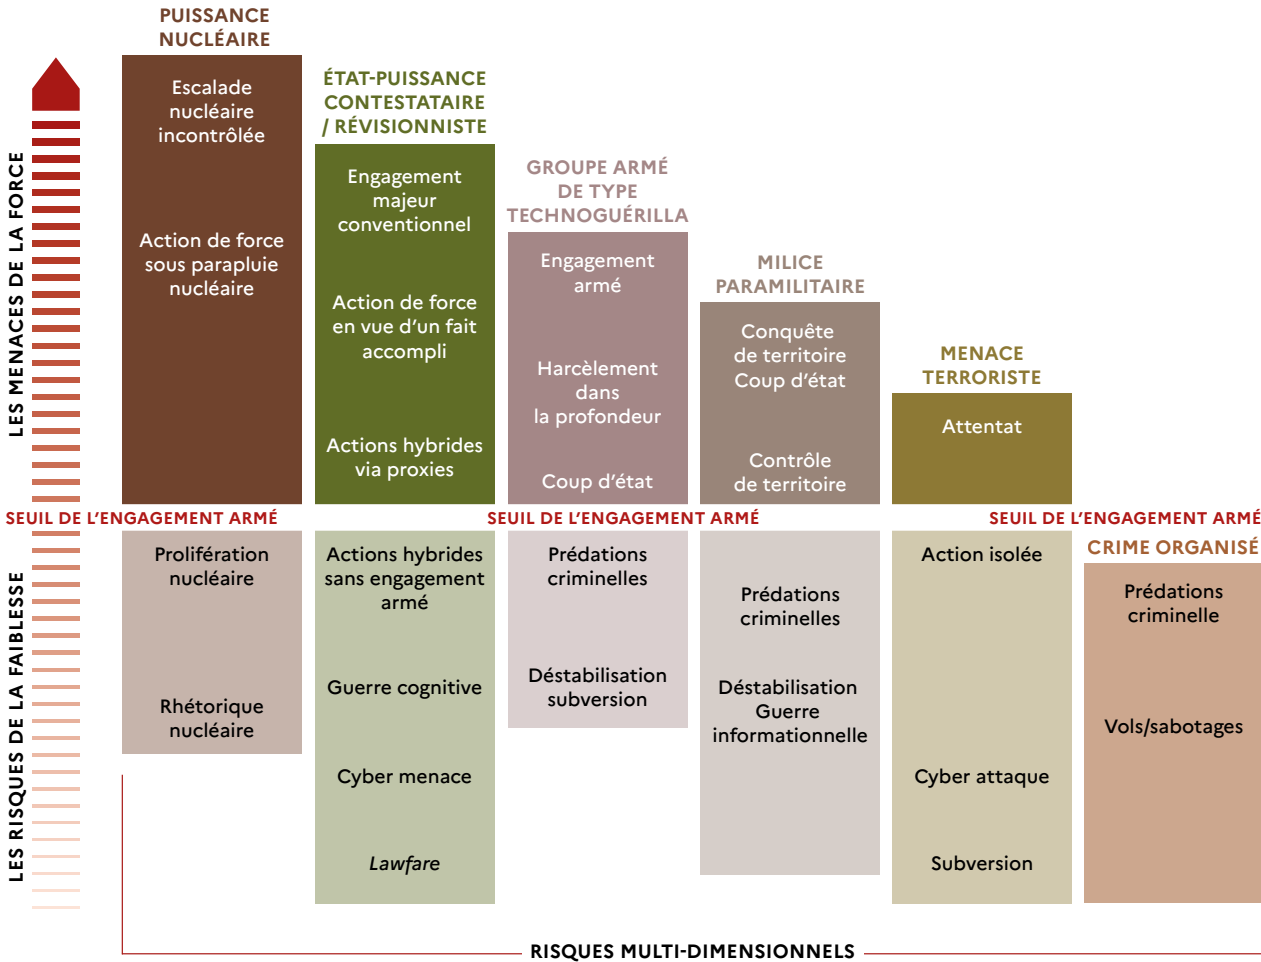 PUISSANCE
NUCLÉAIRE
Escalade
nucléaire
incontrôlée
Action de force
sous parapluie
nucléaire
ÉTAT-PUISSANCE
CONTESTATAIRE
/ RÉVISIONNISTE
Engagement
majeur
conventionnel
Action de force
en vue d’un fait
accompli
Actions hybrides
via proxies
GROUPE ARMÉ
DE TYPE
TECHNOGUÉRILLA
Engagement
armé
Harcèlement
dans
la profondeur
Coup d’état
MILICE
PARAMILITAIRE
Conquête
de territoire
Coup d’état
Contrôle
de territoire
MENACE
TERRORISTE
Attentat
LES MENACES DE LA FORCE
SEUIL DE L’ENGAGEMENT ARMÉ
SEUIL DE L’ENGAGEMENT ARMÉ
SEUIL DE L’ENGAGEMENT ARMÉ
LES RISQUES DE LA FAIBLESSE
Prolifération
nucléaire
Rhétorique
nucléaire
Actions hybrides
sans engagement
armé
Guerre cognitive
Cyber menace
Lawfare
Prédations
criminelles
Déstabilisation
subversion
Prédations
criminelles
Déstabilisation
Guerre
informationnelle
Action isolée
Cyber attaque
Subversion
CRIME ORGANISÉ
Prédations
criminelle
Vols/sabotages
RISQUES MULTI-DIMENSIONNELS